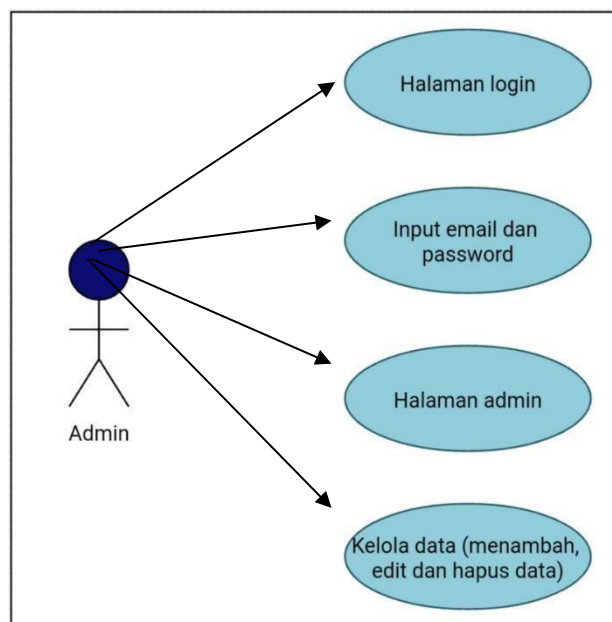 Halaman login
Input email dan
password
Halaman admin
Admin
Kelola data (menambah,
edit dan hapus data)